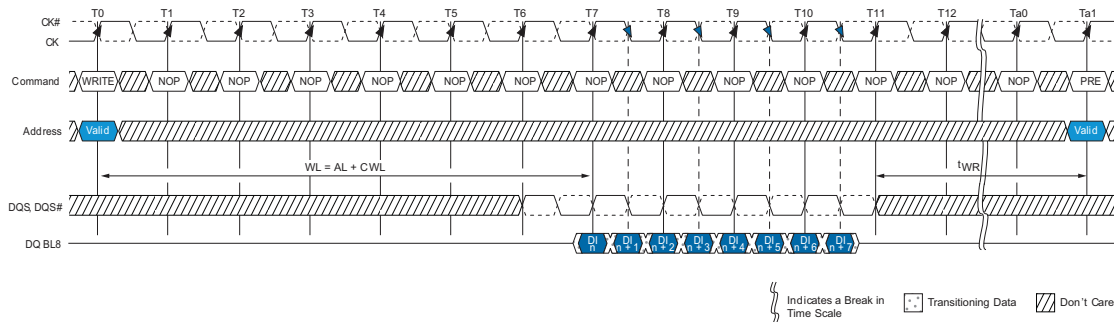 T0 T1 T2 T3 T4 T5 T6 T7 T8 T9 T10 T11 T12 Ta0 Ta1
CK#
CK
Command WRITE NOP NOP NOP NOP NOP NOP NOP NOP NOP NOP NOP NOP NOP PRE
Address Valid Valid
WL = AL + CWL tWR
DQS, DQS#
DQ BL8 DI n DI n + 1 DI n + 2 DI n + 3 DI n + 4 DI n + 5 DI n + 6 DI n + 7
Indicates a Break in
Time Scale
Transitioning Data
Don't Care